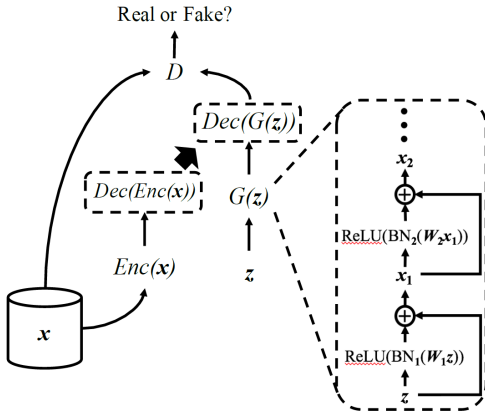 Real or Fake?
D
Dec(G(z))
Dec(Enc(x))
G(z)
Enc(x)
z
x
x₂
ReLU(BN₂(W₂x₁))
x₁
ReLU(BN₁(W₁z))
z